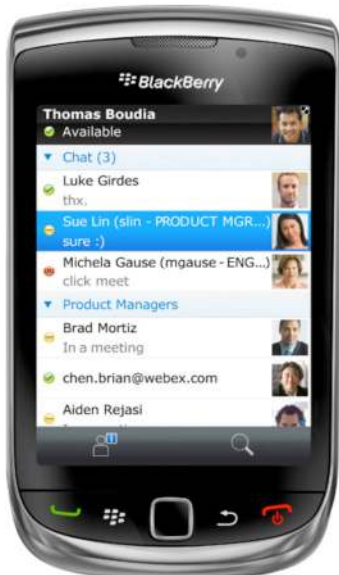 BlackBerry
Thomas Boudia
Available
Chat (3)
Luke Girdes
thx.
Sue Lin (slin - PRODUCT MGR...)
sure :)
Michela Gause (mgause - ENG...)
click meet
Product Managers
Brad Mortiz
In a meeting
chen.brian@webex.com
Aiden Rejasi